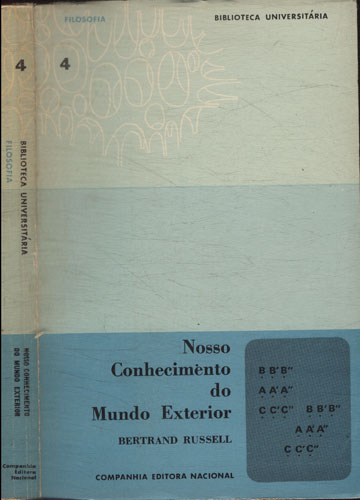 FILOSOFIA
BIBLIOTECA UNIVERSITÁRIA
4
4
BIBLIOTECA UNIVERSITÁRIA
FILOSOFIA
NOSSO CONHECIMENTO
DO MUNDO EXTERIOR
Companhia
Editora
Nacional
Nosso
Conhecimento
do
Mundo Exterior
BERTRAND RUSSELL
COMPANHIA EDITORA NACIONAL
B B' B"
A A' A"
C C' C" B B' B"
A A' A"
C C' C"